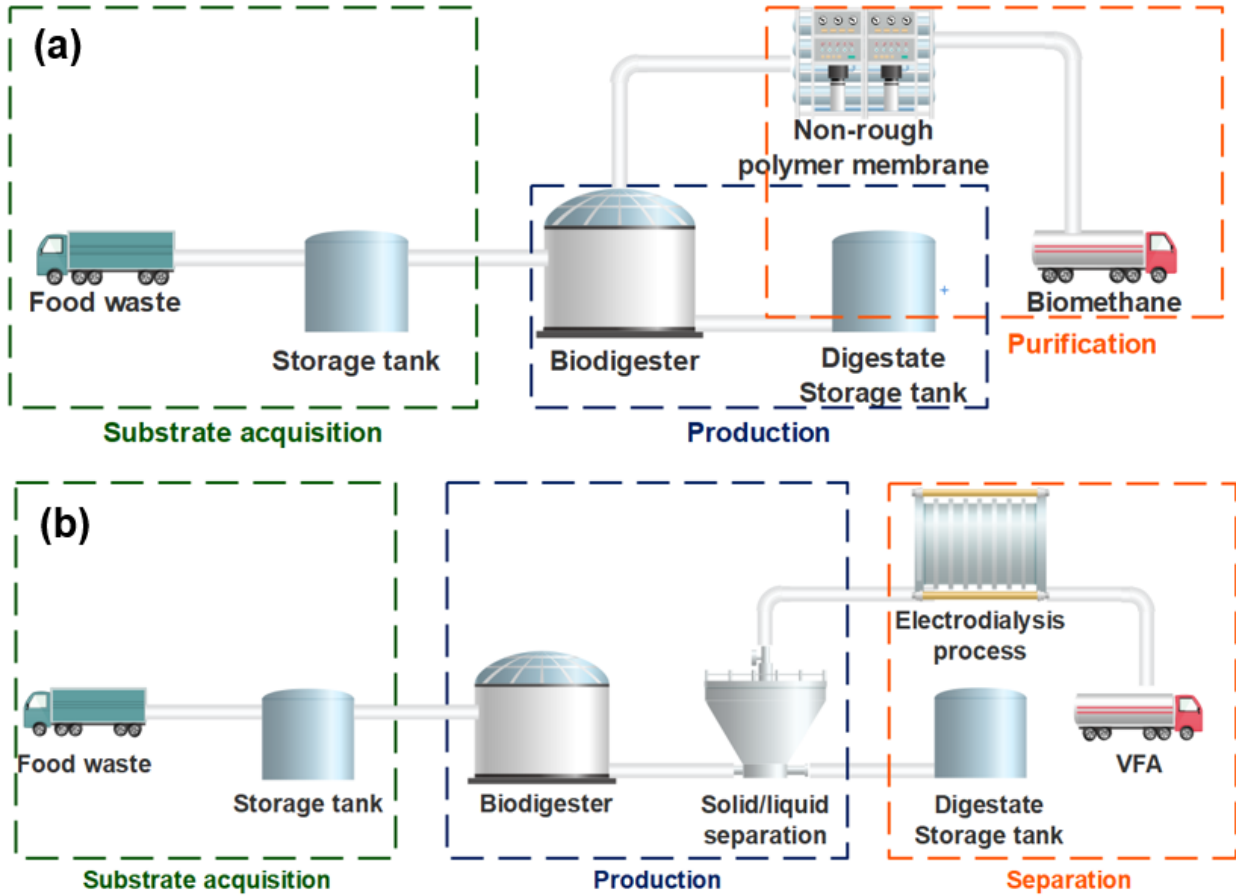 (a)
Non-rough
polymer membrane
Food waste
Storage tank
Biodigester
Digestate
Storage tank
Biomethane
Purification
Substrate acquisition
Production
(b)
Electrodialysis
process
Food waste
Storage tank
Biodigester
Solid/liquid
separation
Digestate
Storage tank
VFA
Substrate acquisition
Production
Separation